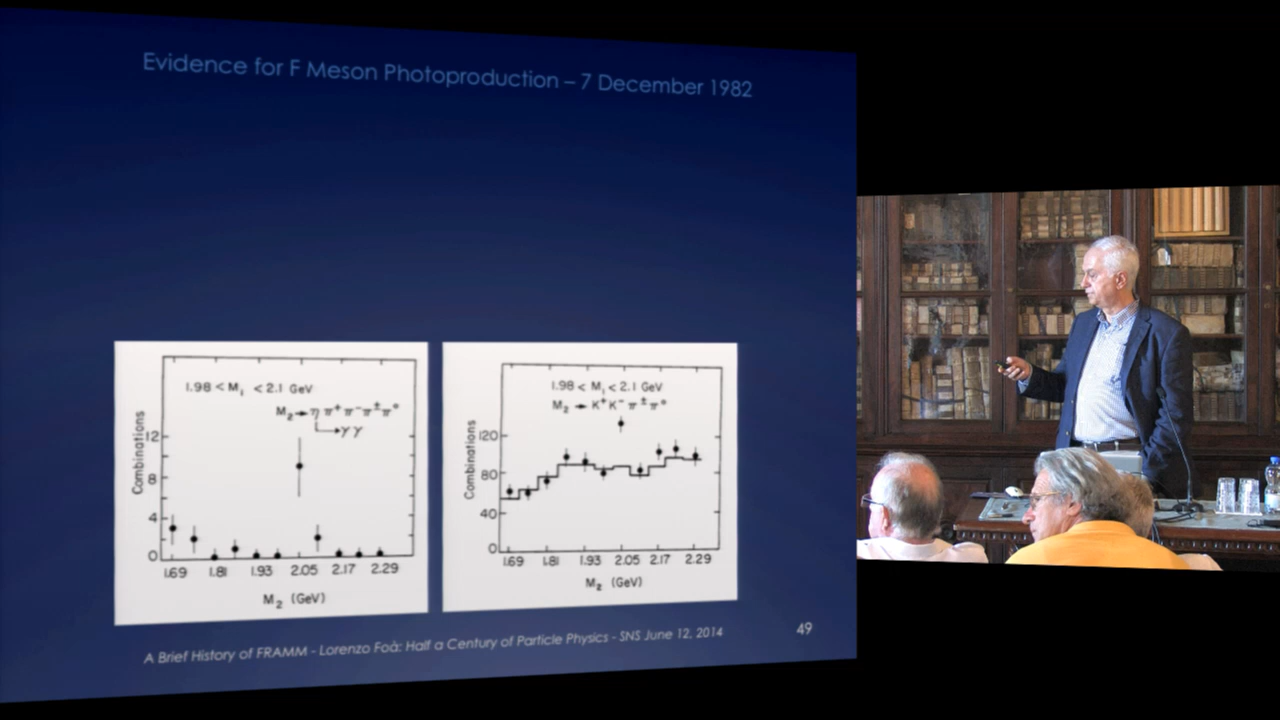 Evidence for F Meson Photoproduction – 7 December 1982
1.98 < M₁ < 2.1 GeV
M₂ → η π⁺ π⁻ π± π°
→ γγ
Combinations
12
8
4
0
1.69 1.81 1.93 2.05 2.17 2.29
M₂ (GeV)
1.98 < M₁ < 2.1 GeV
M₂ → K⁺ K⁻ π± π°
Combinations
120
80
40
0
1.69 1.81 1.93 2.05 2.17 2.29
M₂ (GeV)
A Brief History of FRAMM - Lorenzo Foà: Half a Century of Particle Physics - SNS June 12, 2014
49